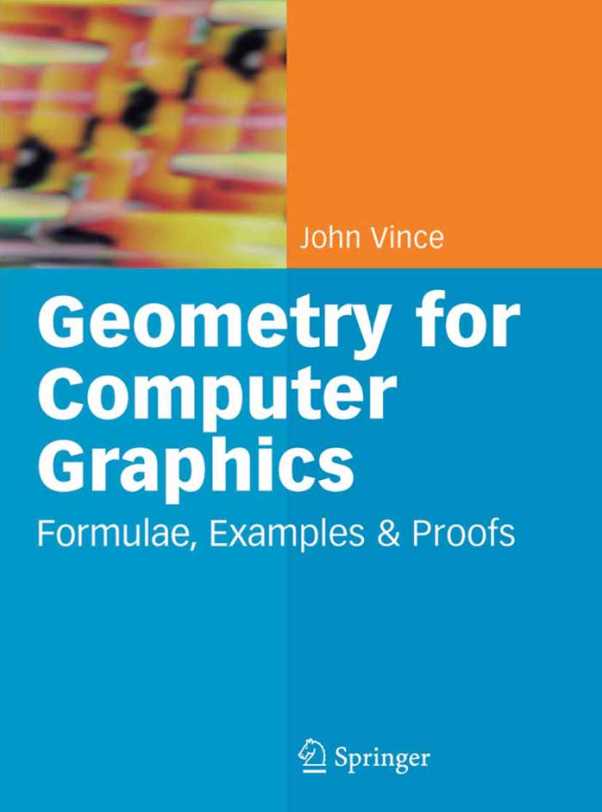 John Vince
Geometry for
Computer
Graphics
Formulae, Examples & Proofs
Springer